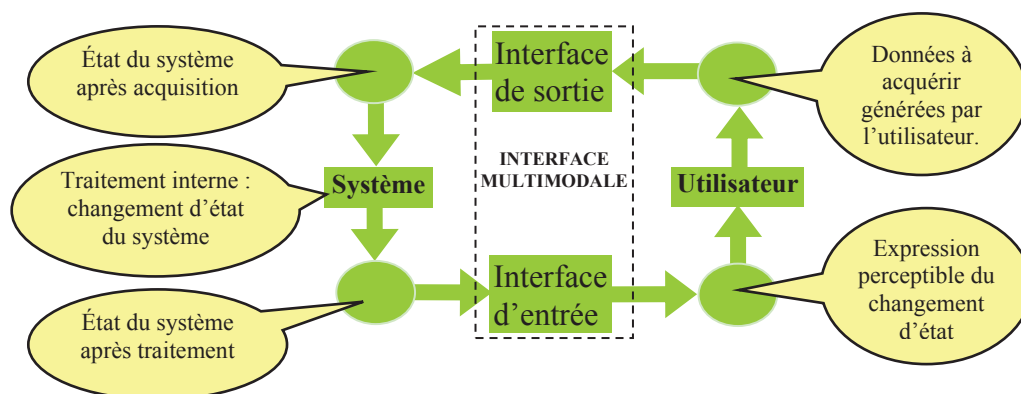 État du système
après acquisition
Interface
de sortie
Données à
acquérir
générées par
l'utilisateur.
Traitement interne :
changement d'état
du système
Système
INTERFACE
MULTIMODALE
Utilisateur
État du système
après traitement
Interface
d'entrée
Expression
perceptible du
changement
d'état